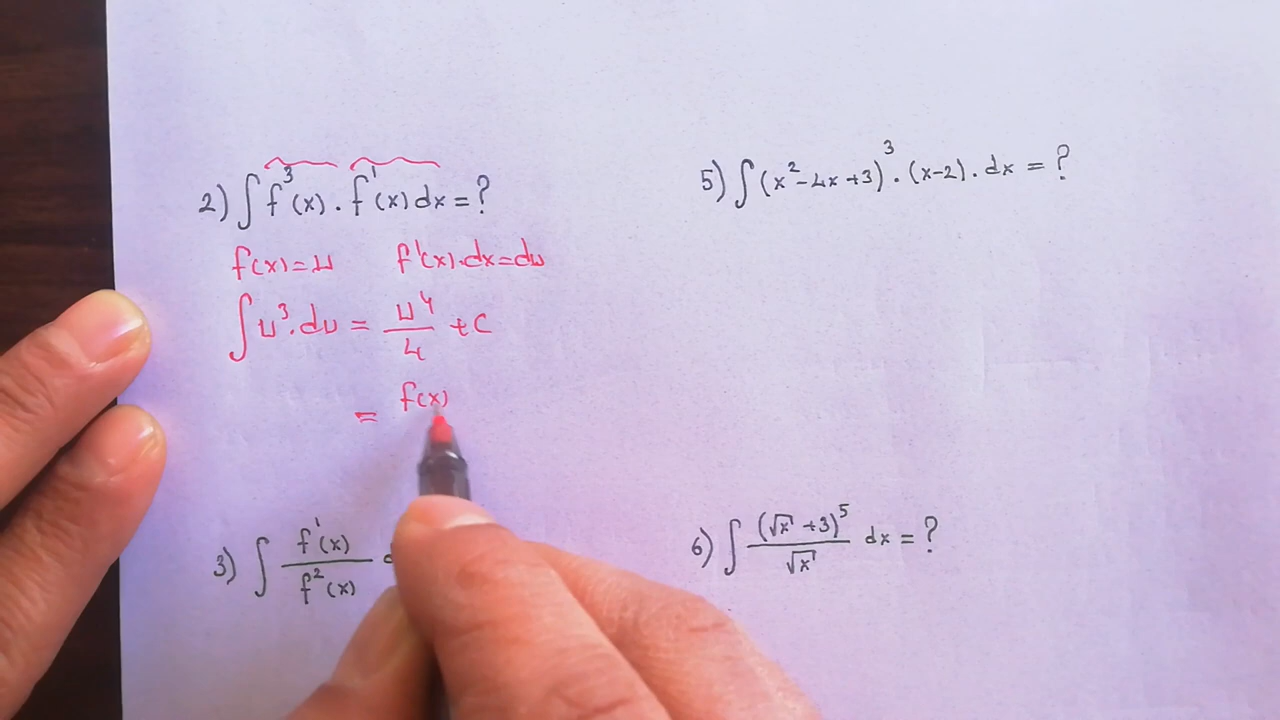 2) ∫ f³(x) . f'(x) dx = ?
f(x) = u f'(x).dx = du
∫ u³. du = u⁴/4 + c
= f(x)
3) ∫ f'(x)/f²(x)
5) ∫ (x² - 4x + 3)³ . (x-2) . dx = ?
6) ∫ (√x + 3)⁵/√x dx = ?